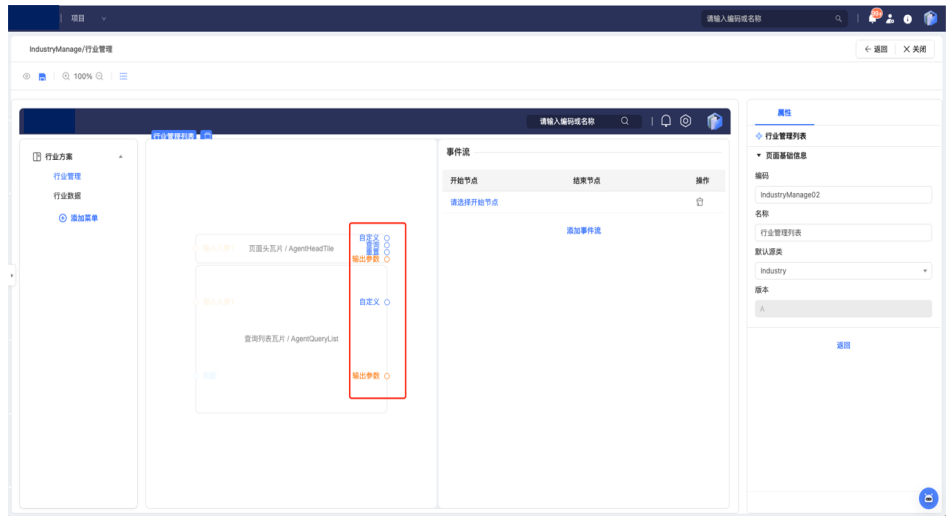 项目
请输入编码或名称
20+
IndustryManage/行业管理
返回
关闭
100%
请输入编码或名称
行业管理列表
行业方案
行业管理
行业数据
添加菜单
页面头瓦片 / AgentHeadTile
自定义
查询
重置
输出参数
自定义
查询列表瓦片 / AgentQueryList
输出参数
事件流
开始节点 结束节点 操作
请选择开始节点
添加事件流
属性
行业管理列表
页面基础信息
编码
IndustryManage02
名称
行业管理列表
默认源类
Industry
版本
A
返回